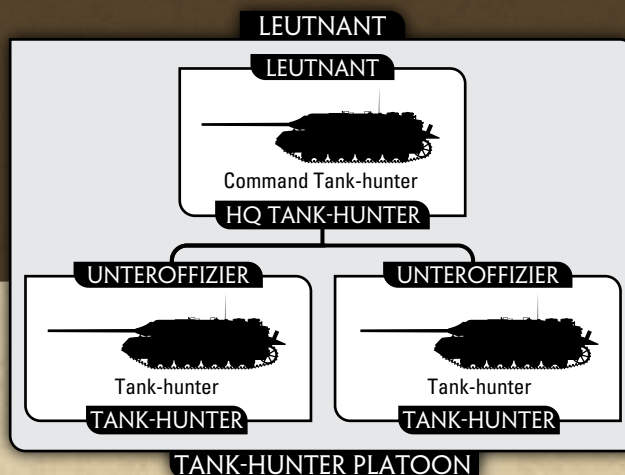 LEUTNANT
LEUTNANT
Command Tank-hunter
HQ TANK-HUNTER
UNTEROFFIZIER
UNTEROFFIZIER
Tank-hunter
Tank-hunter
TANK-HUNTER
TANK-HUNTER
TANK-HUNTER PLATOON